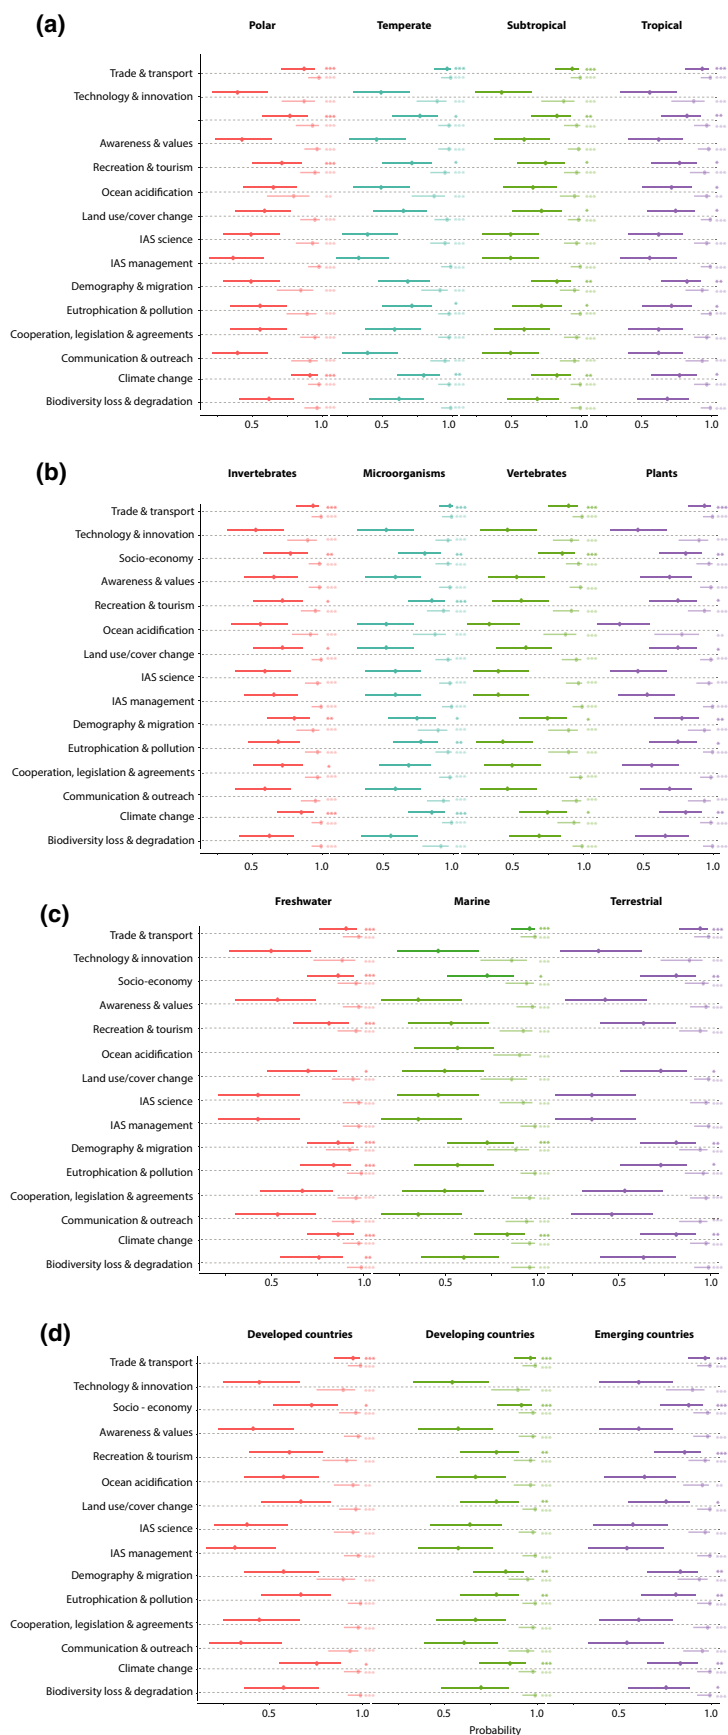 (a)
Polar Temperate Subtropical Tropical
Trade & transport
Technology & innovation
Awareness & values
Recreation & tourism
Ocean acidification
Land use/cover change
IAS science
IAS management
Demography & migration
Eutrophication & pollution
Cooperation, legislation & agreements
Communication & outreach
Climate change
Biodiversity loss & degradation
0.5 1.0 0.5 1.0 0.5 1.0 0.5 1.0
(b)
Invertebrates Microorganisms Vertebrates Plants
Trade & transport
Technology & innovation
Socio-economy
Awareness & values
Recreation & tourism
Ocean acidification
Land use/cover change
IAS science
IAS management
Demography & migration
Eutrophication & pollution
Cooperation, legislation & agreements
Communication & outreach
Climate change
Biodiversity loss & degradation
0.5 1.0 0.5 1.0 0.5 1.0 0.5 1.0
(c)
Freshwater Marine Terrestrial
Trade & transport
Technology & innovation
Socio-economy
Awareness & values
Recreation & tourism
Ocean acidification
Land use/cover change
IAS science
IAS management
Demography & migration
Eutrophication & pollution
Cooperation, legislation & agreements
Communication & outreach
Climate change
Biodiversity loss & degradation
0.5 1.0 0.5 1.0 0.5 1.0
(d)
Developed countries Developing countries Emerging countries
Trade & transport
Technology & innovation
Socio - economy
Awareness & values
Recreation & tourism
Ocean acidification
Land use/cover change
IAS science
IAS management
Demography & migration
Eutrophication & pollution
Cooperation, legislation & agreements
Communication & outreach
Climate change
Biodiversity loss & degradation
0.5 1.0 0.5 1.0 0.5 1.0
Probability